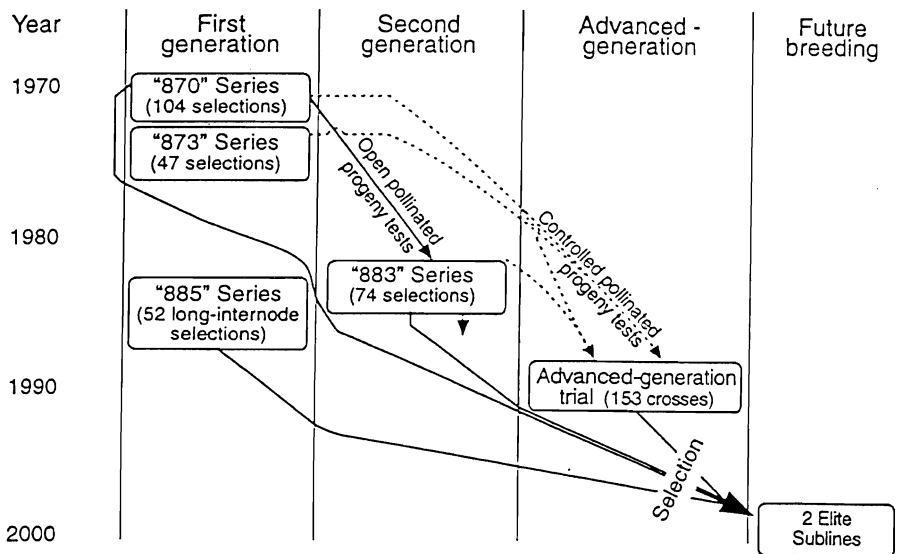 Year
First
generation
Second
generation
Advanced -
generation
Future
breeding
1970
1980
1990
2000
"870" Series
(104 selections)
"873" Series
(47 selections)
"885" Series
(52 long-internode
selections)
Open pollinated
progeny tests
"883" Series
(74 selections)
Controlled pollinated
progeny tests
Advanced-generation
trial (153 crosses)
Selection
2 Elite
Sublines